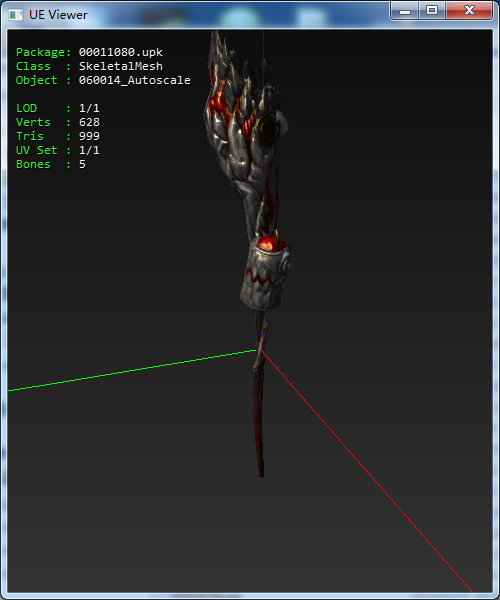 UE Viewer
Package: 00011080.upk
Class  : SkeletalMesh
Object : 060014_Autoscale
LOD    : 1/1
Verts  : 628
Tris   : 999
UV Set : 1/1
Bones  : 5